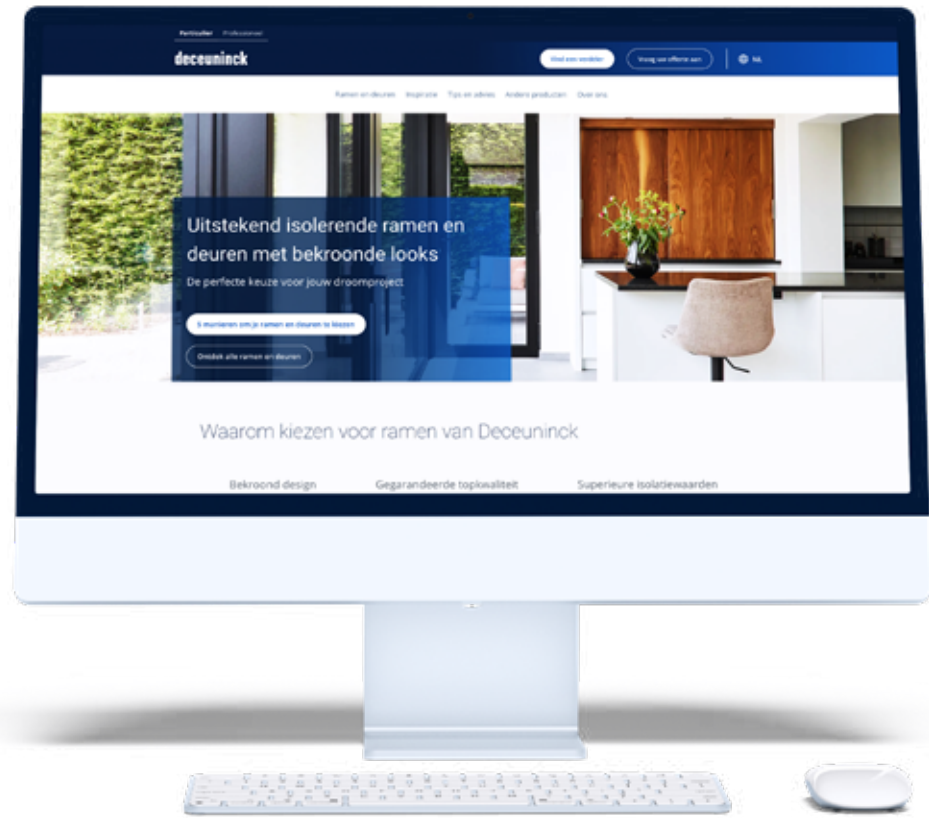 Particulier Professioneel
deceuninck
Vind een verdeler
Vraag uw offerte aan
NL
Ramen en deuren Inspiratie Tips en advies Andere producten Over ons
Uitstekend isolerende ramen en
deuren met bekroonde looks
De perfecte keuze voor jouw droomproject
5 manieren om je ramen en deuren te kiezen
Ontdek alle ramen en deuren
Waarom kiezen voor ramen van Deceuninck
Bekroond design
Gegarandeerde topkwaliteit
Superieure isolatiewaarden